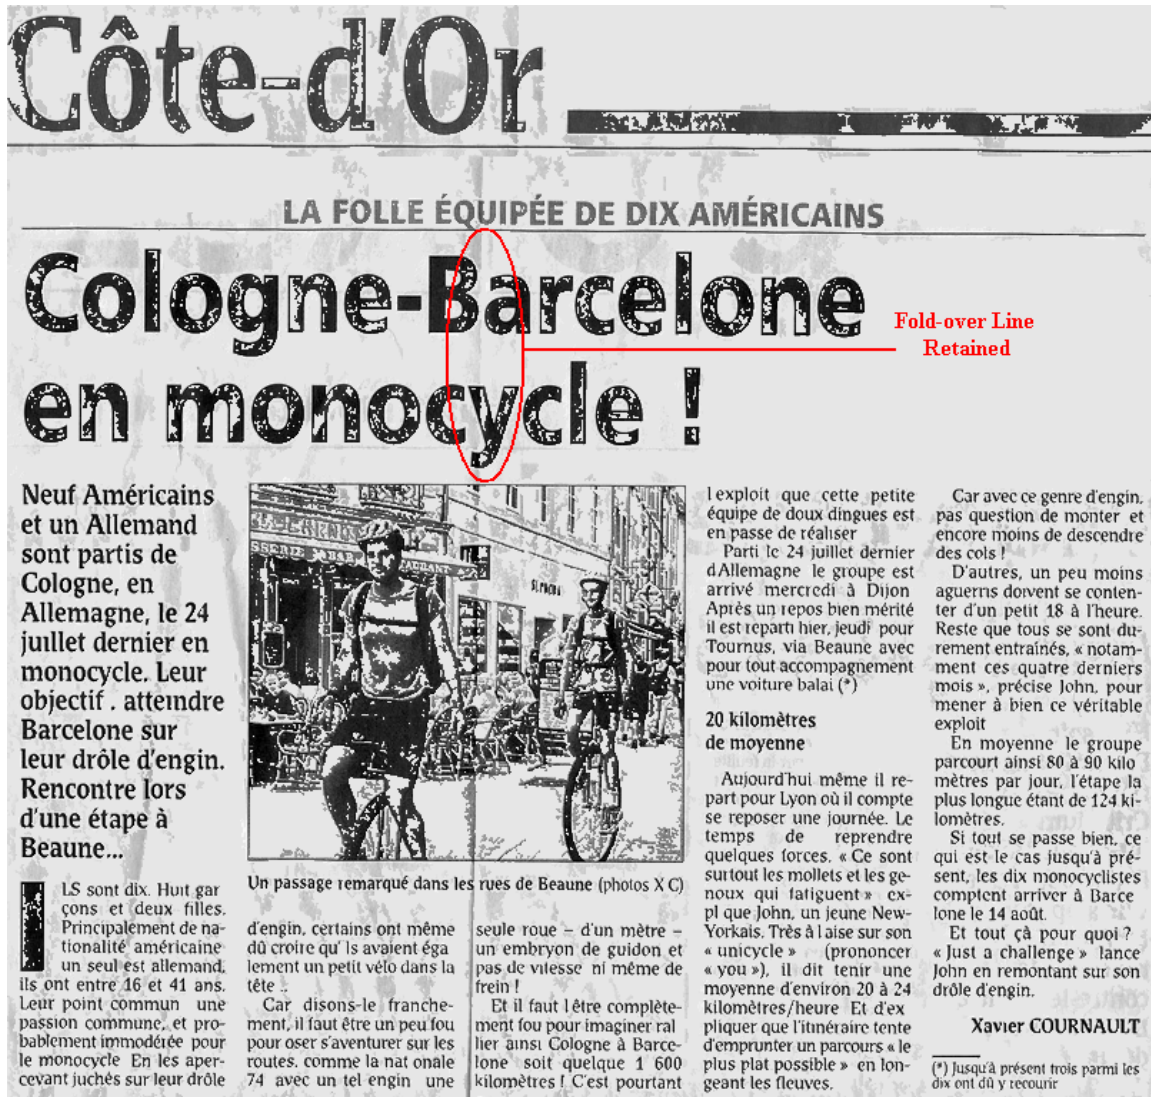 Côte-d'Or
LA FOLLE ÉQUIPÉE DE DIX AMÉRICAINS
Cologne-Barcelone
en monocycle !
Fold-over Line
Retained
Neuf Américains
et un Allemand
sont partis de
Cologne, en
Allemagne, le 24
juillet dernier en
monocycle. Leur
objectif . atteindre
Barcelone sur
leur drôle d'engin.
Rencontre lors
d'une étape à
Beaune...
Un passage remarqué dans les rues de Beaune (photos X C)
ILS sont dix. Huit gar
çons et deux filles.
Principalement de na-
tionalité américaine
un seul est allemand,
ils ont entre 16 et 41 ans.
Leur point commun une
passion commune, et pro-
bablement immodérée pour
le monocycle En les aper-
cevant juchés sur leur drôle
d'engin, certains ont même
dû croire qu' ls avaient éga
lement un petit vélo dans la
tête ..
Car disons-le franche-
ment, il faut être un peu fou
pour oser s'aventurer sur les
routes, comme la nat onale
74 avec un tel engin une
seule roue – d'un mètre –
un embryon de guidon et
pas de vitesse ni même de
frein !
Et il faut l être complète-
ment fou pour imaginer ral
lier ainsi Cologne à Barce-
lone soit quelque 1 600
kilomètres ! C'est pourtant
l exploit que cette petite
équipe de doux dingues est
en passe de réaliser
Parti le 24 juillet dernier
d'Allemagne le groupe est
arrivé mercredi à Dijon
Après un repos bien mérité
il est reparti hier, jeudi pour
Tournus, via Beaune avec
pour tout accompagnement
une voiture balai (*)
20 kilomètres
de moyenne
Aujourd'hui même il re-
part pour Lyon où il compte
se reposer une journée. Le
temps de reprendre
quelques forces. « Ce sont
surtout les mollets et les ge-
noux qui fatiguent » ex-
pl que John, un jeune New-
Yorkais. Très à l aise sur son
« unicycle » (prononcer
« you »), il dit tenir une
moyenne d'environ 20 à 24
kilomètres/heure Et d'ex
pliquer que l'itinéraire tente
d'emprunter un parcours « le
plus plat possible » en lon-
geant les fleuves.
Car avec ce genre d'engin,
pas question de monter et
encore moins de descendre
des cols !
D'autres, un peu moins
aguerris doivent se conten-
ter d'un petit 18 à l'heure.
Reste que tous se sont du-
rement entraînés, « notam-
ment ces quatre derniers
mois », précise John, pour
mener à bien ce véritable
exploit
En moyenne le groupe
parcourt ainsi 80 à 90 kilo
mètres par jour, l'étape la
plus longue étant de 124 ki-
lomètres.
Si tout se passe bien, ce
qui est le cas jusqu'à pré-
sent, les dix monocyclistes
comptent arriver à Barce
lone le 14 août.
Et tout çà pour quoi ?
« Just a challenge » lance
John en remontant sur son
drôle d'engin.
Xavier COURNAULT
(*) Jusqu'à présent trois parmi les
dix ont dû y recourir